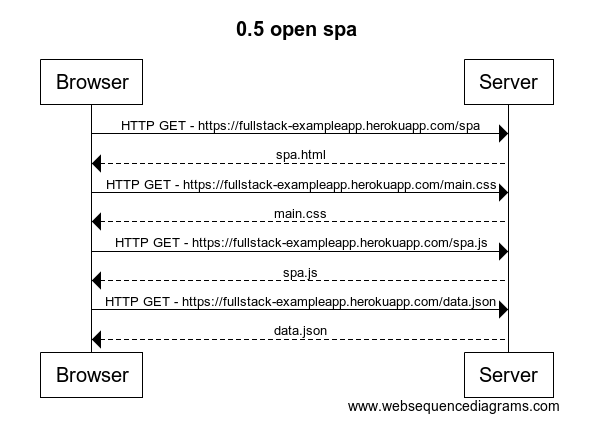 0.5 open spa
Browser
Server
HTTP GET - https://fullstack-exampleapp.herokuapp.com/spa
spa.html
HTTP GET - https://fullstack-exampleapp.herokuapp.com/main.css
main.css
HTTP GET - https://fullstack-exampleapp.herokuapp.com/spa.js
spa.js
HTTP GET - https://fullstack-exampleapp.herokuapp.com/data.json
data.json
Browser
Server
www.websequencediagrams.com